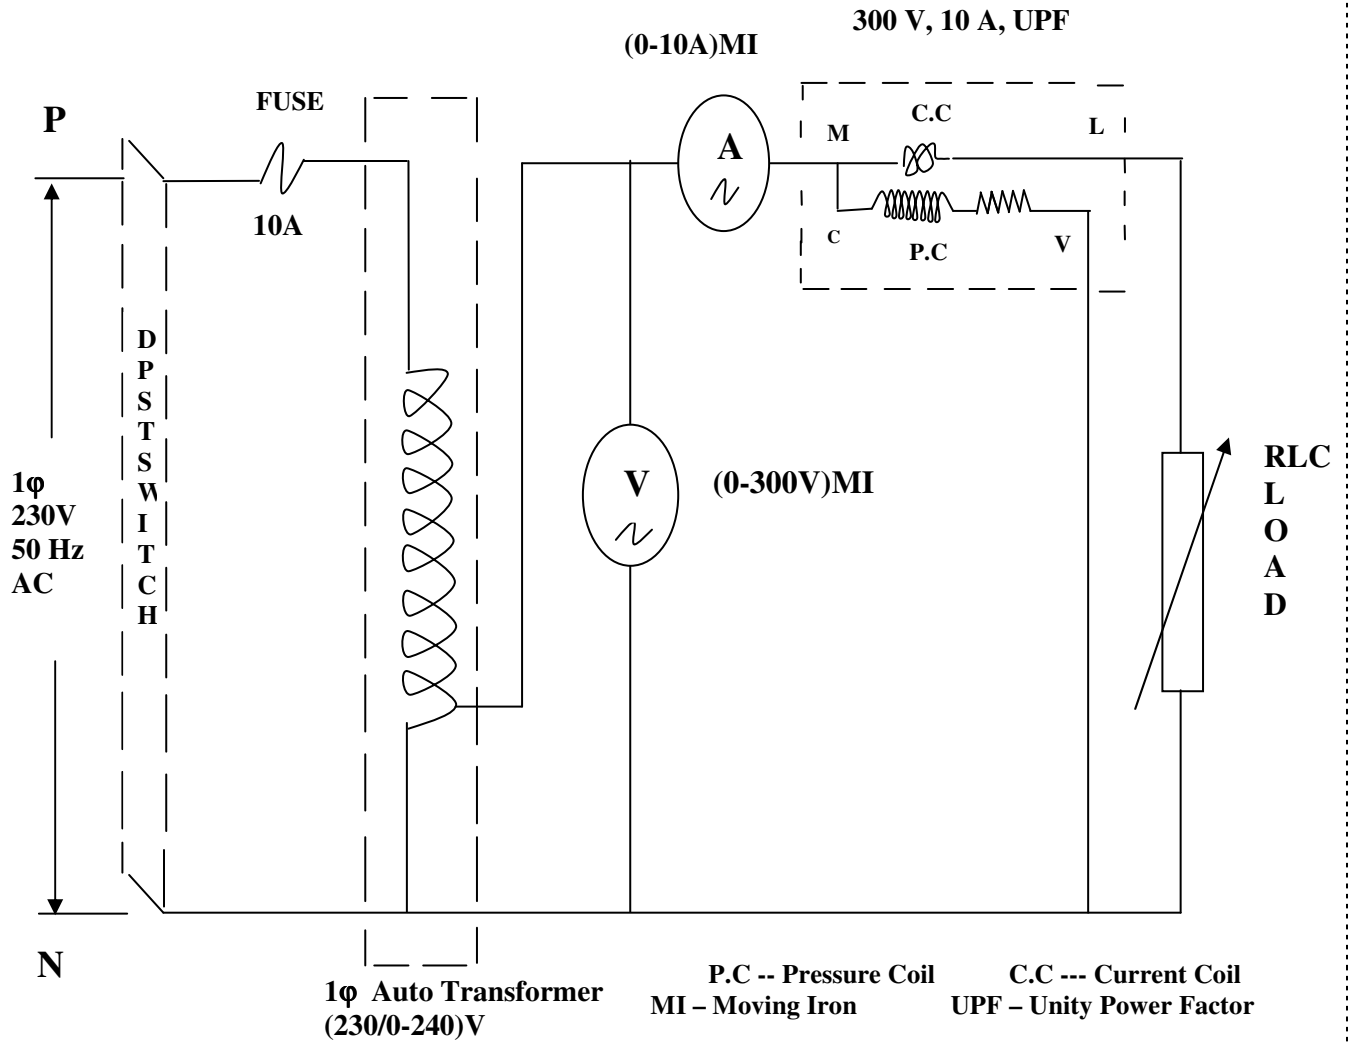 300 V, 10 A, UPF
(0-10A)MI
FUSE
P
C.C
M
L
A
10A
C
P.C
V
D
P
S
T
S
W
I
T
C
H
1φ
230V
50 Hz
AC
V
(0-300V)MI
RLC
L
O
A
D
N
1φ Auto Transformer
(230/0-240)V
P.C -- Pressure Coil
C.C --- Current Coil
MI – Moving Iron
UPF – Unity Power Factor